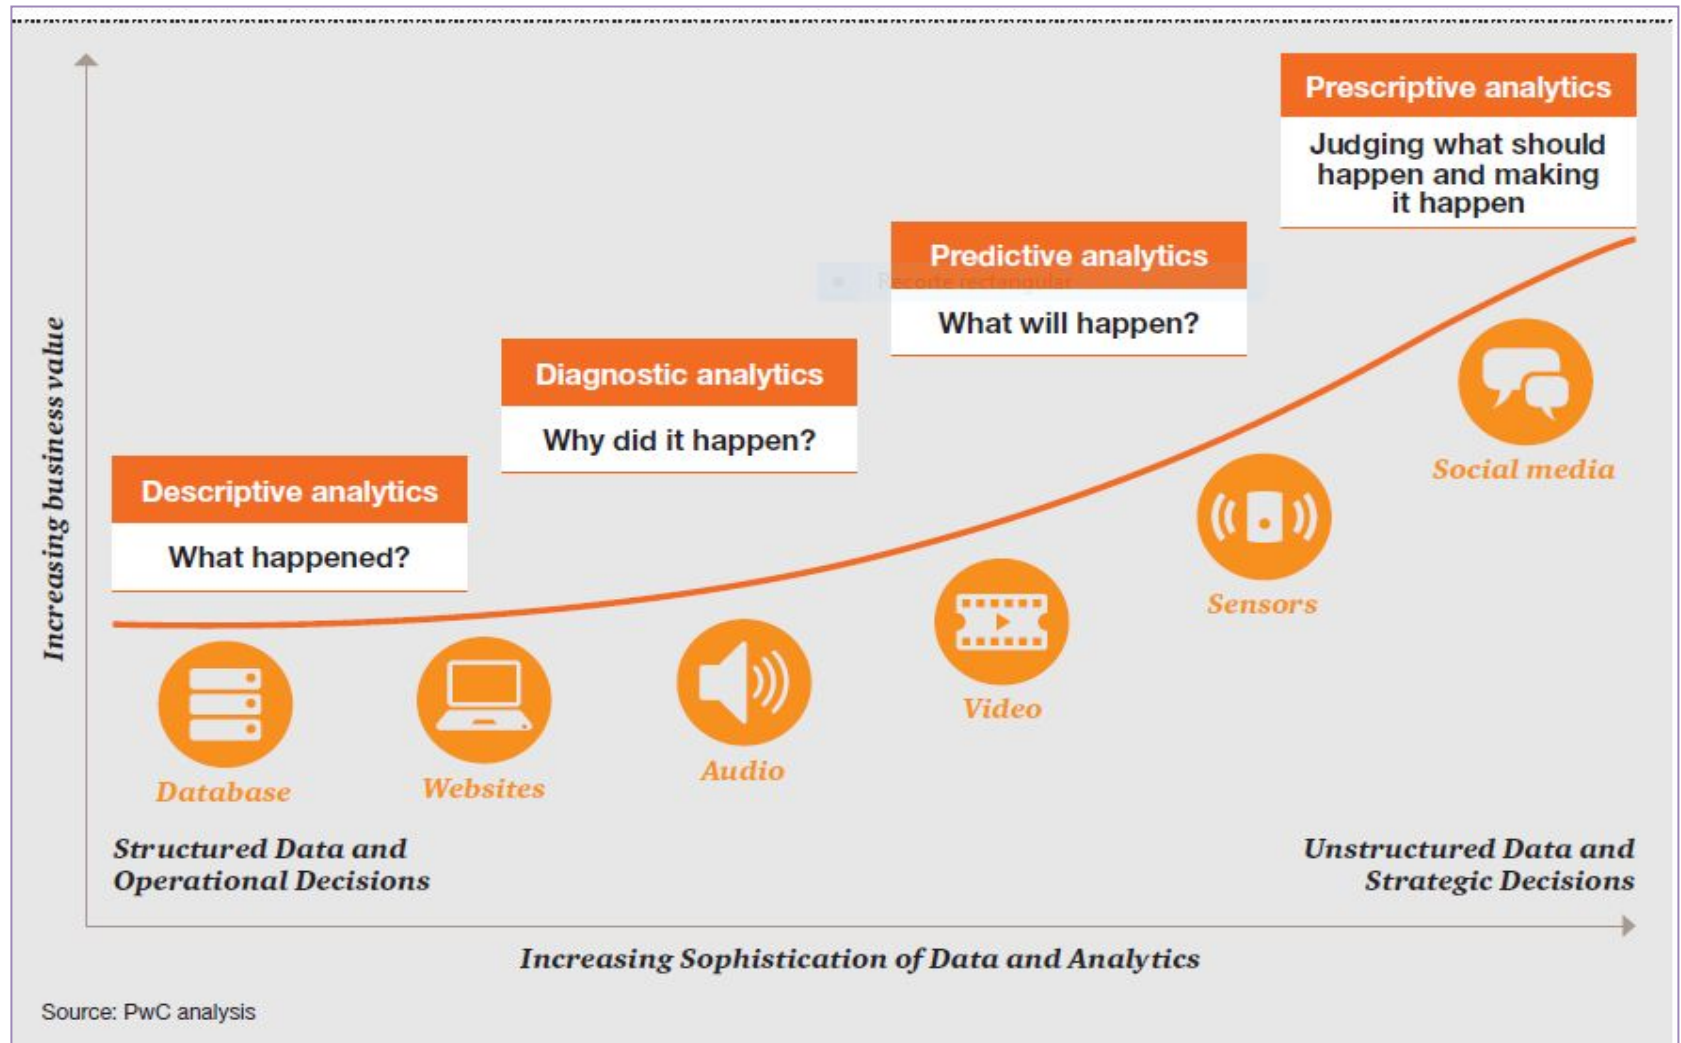 Prescriptive analytics
Judging what should
happen and making
it happen
Predictive analytics
Recorte rectangular
What will happen?
Diagnostic analytics
Why did it happen?
Descriptive analytics
What happened?
Increasing business value
Social media
Sensors
Video
Audio
Websites
Database
Structured Data and
Operational Decisions
Unstructured Data and
Strategic Decisions
Increasing Sophistication of Data and Analytics
Source: PwC analysis